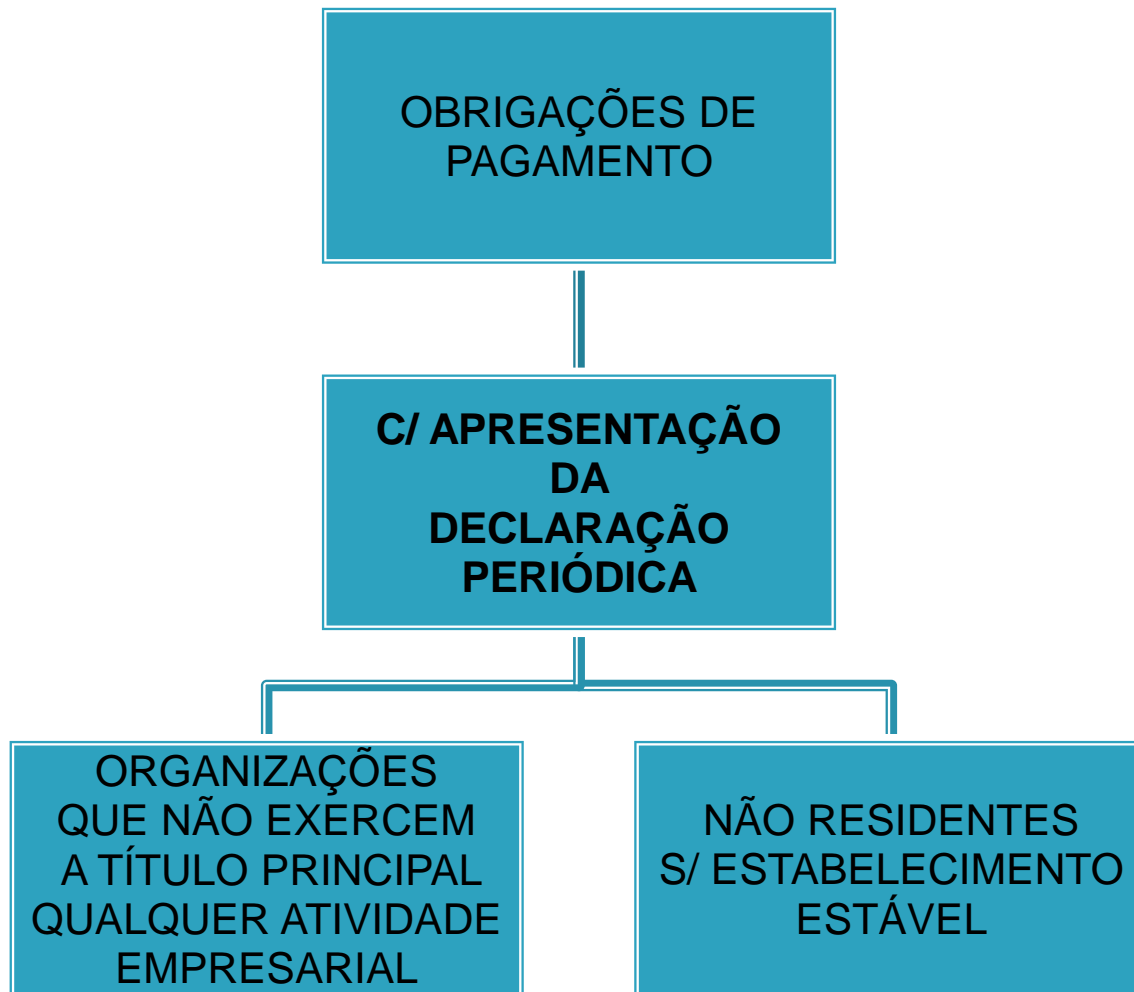 OBRIGAÇÕES DE
PAGAMENTO
C/ APRESENTAÇÃO
DA
DECLARAÇÃO
PERIÓDICA
ORGANIZAÇÕES
QUE NÃO EXERCEM
A TÍTULO PRINCIPAL
QUALQUER ATIVIDADE
EMPRESARIAL
NÃO RESIDENTES
S/ ESTABELECIMENTO
ESTÁVEL